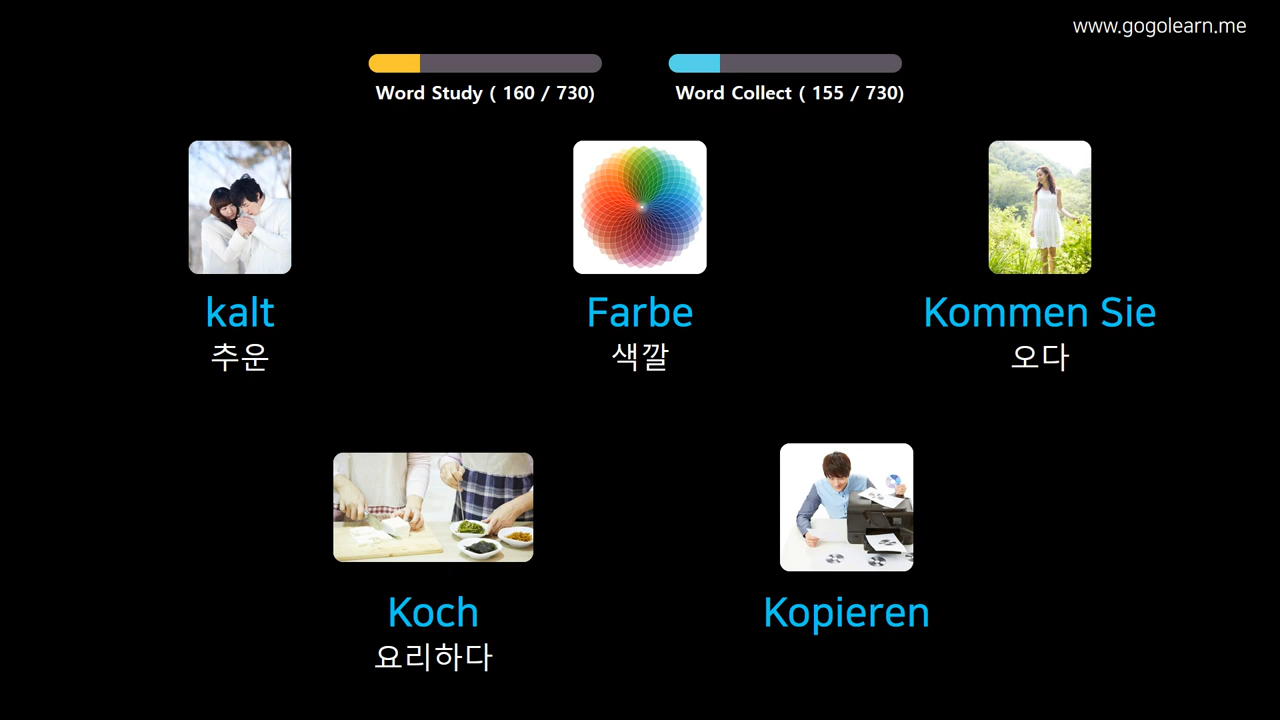 www.gogolearn.me
Word Study ( 160 / 730)
Word Collect ( 155 / 730)
kalt
추운
Farbe
색깔
Kommen Sie
오다
Koch
요리하다
Kopieren